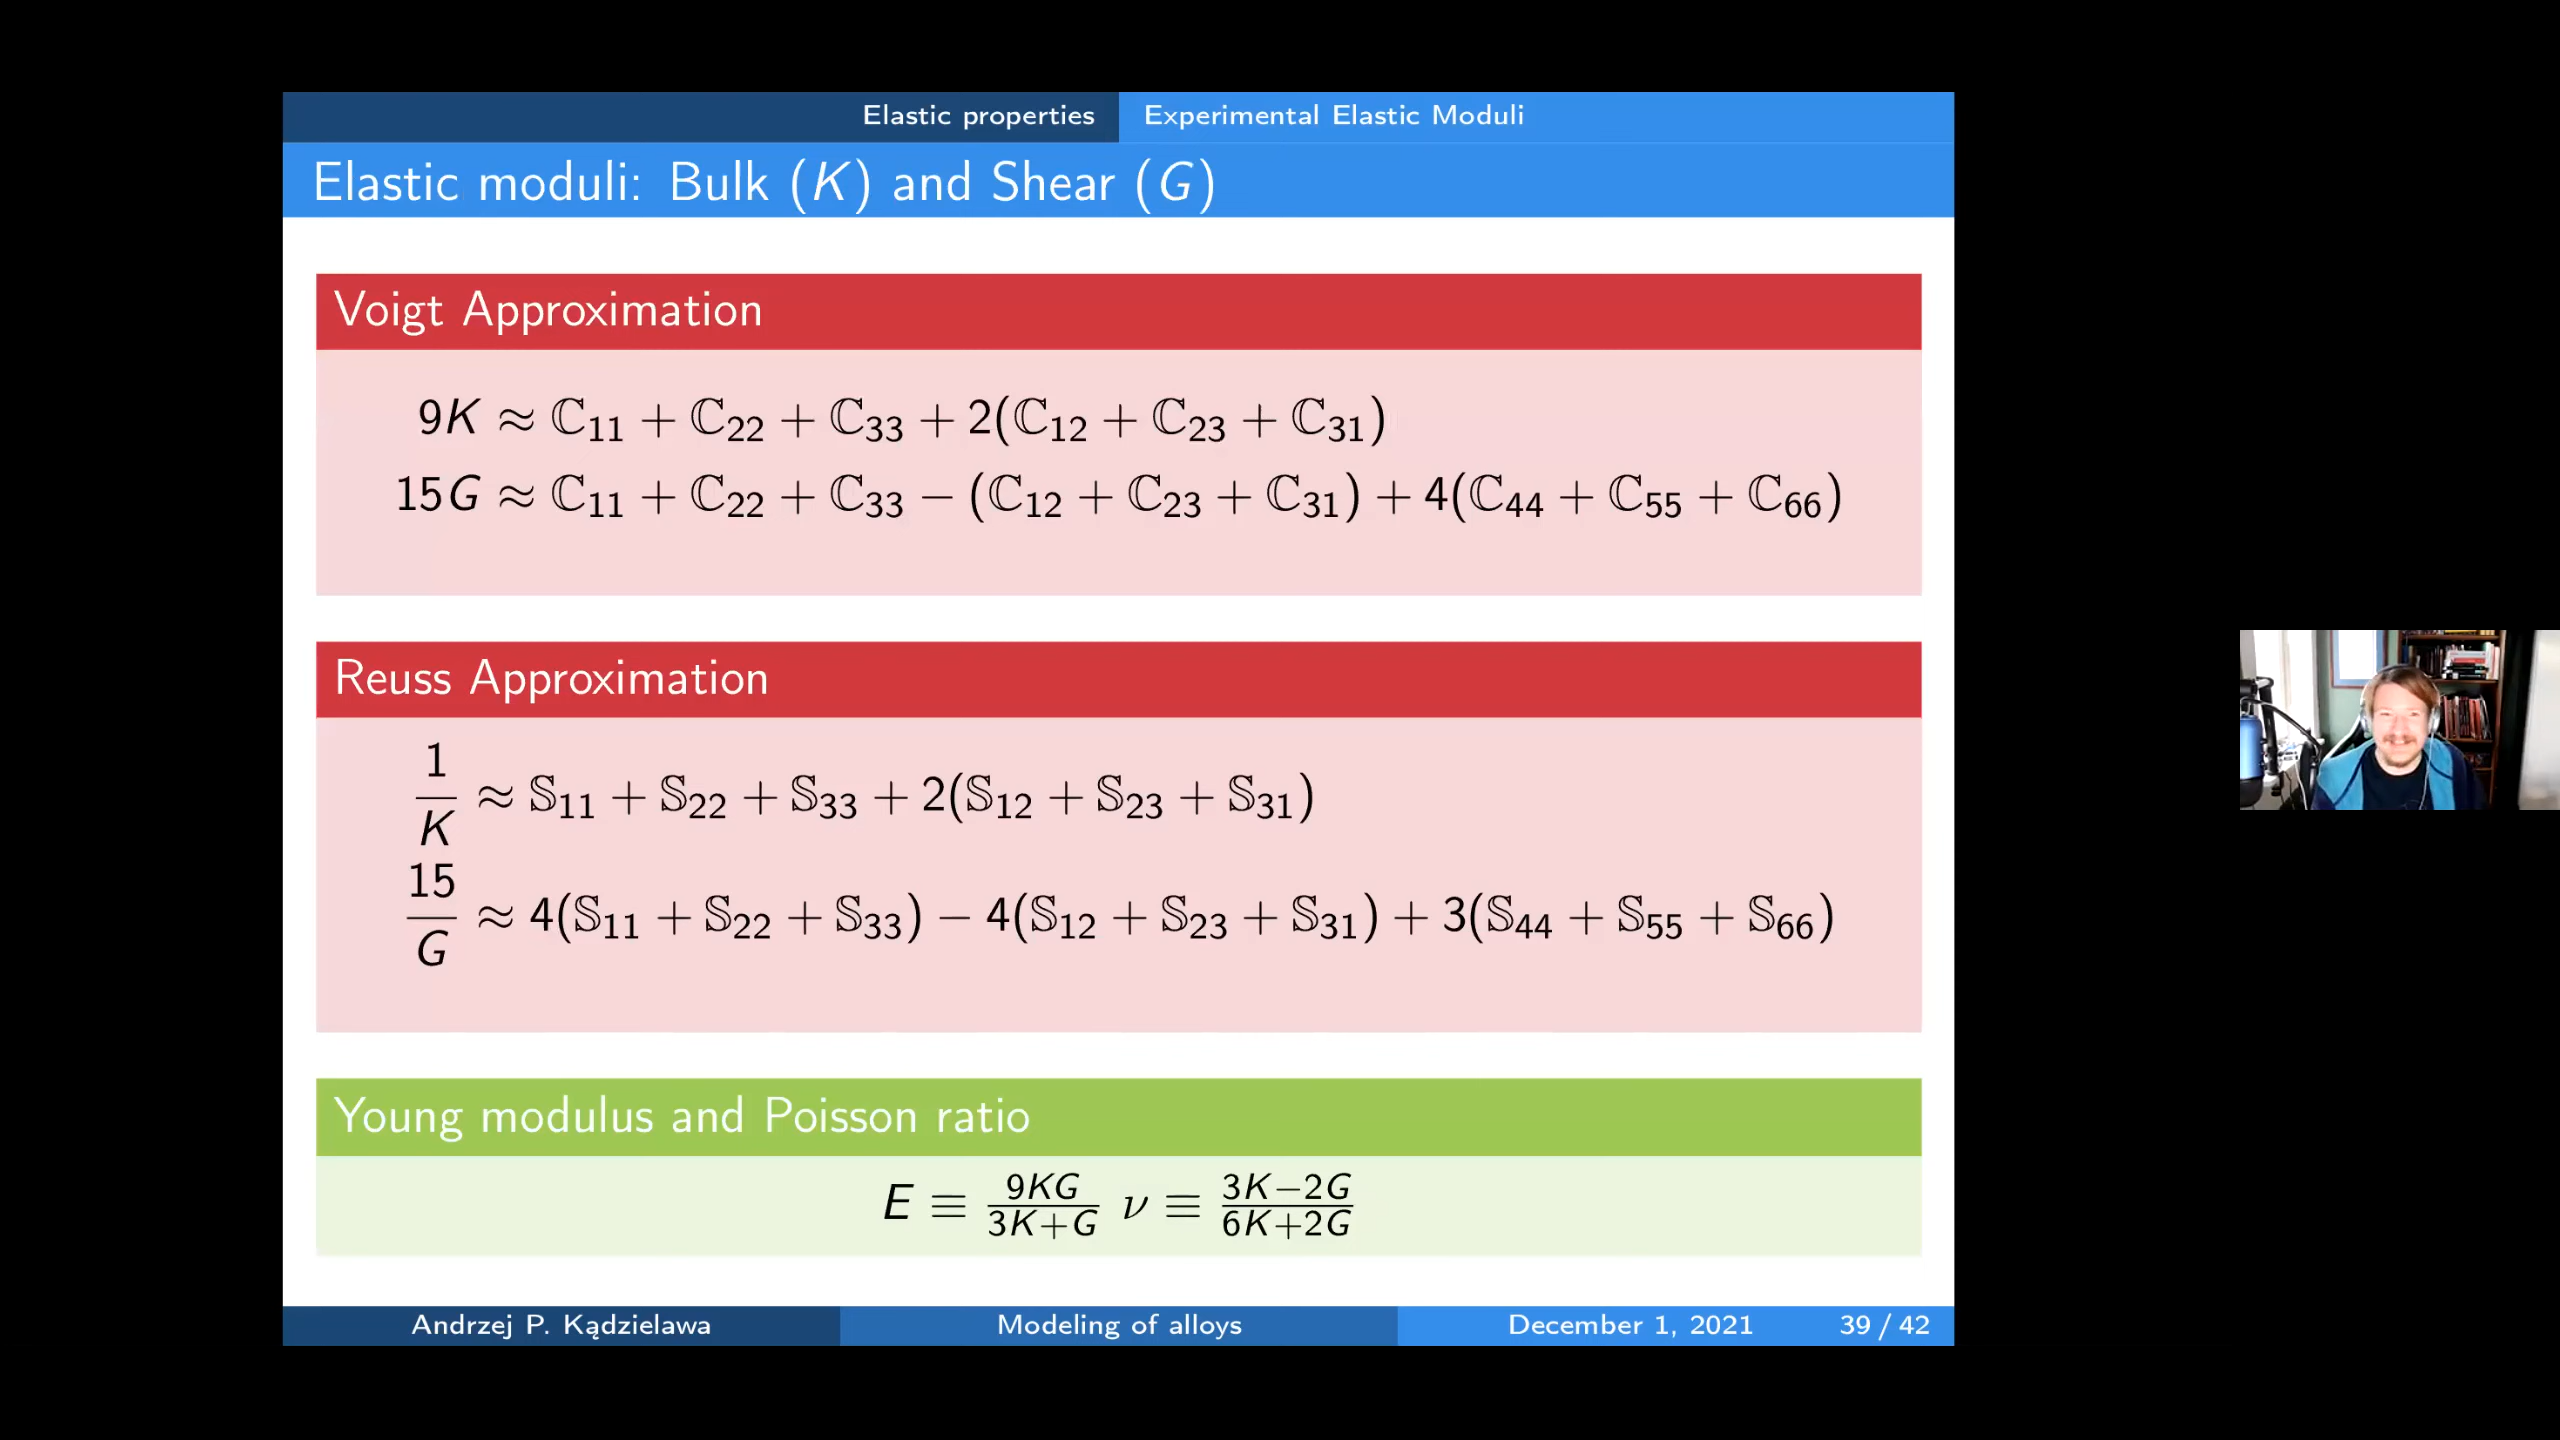 Elastic properties Experimental Elastic Moduli
Elastic moduli: Bulk (K) and Shear (G)
Voigt Approximation
9K ≈ ℂ₁₁ + ℂ₂₂ + ℂ₃₃ + 2(ℂ₁₂ + ℂ₂₃ + ℂ₃₁)
15G ≈ ℂ₁₁ + ℂ₂₂ + ℂ₃₃ − (ℂ₁₂ + ℂ₂₃ + ℂ₃₁) + 4(ℂ₄₄ + ℂ₅₅ + ℂ₆₆)
Reuss Approximation
1/K ≈ 𝕊₁₁ + 𝕊₂₂ + 𝕊₃₃ + 2(𝕊₁₂ + 𝕊₂₃ + 𝕊₃₁)
15/G ≈ 4(𝕊₁₁ + 𝕊₂₂ + 𝕊₃₃) − 4(𝕊₁₂ + 𝕊₂₃ + 𝕊₃₁) + 3(𝕊₄₄ + 𝕊₅₅ + 𝕊₆₆)
Young modulus and Poisson ratio
E ≡ 9KG/3K+G ν ≡ 3K−2G/6K+2G
Andrzej P. Kądzielawa Modeling of alloys December 1, 2021 39 / 42